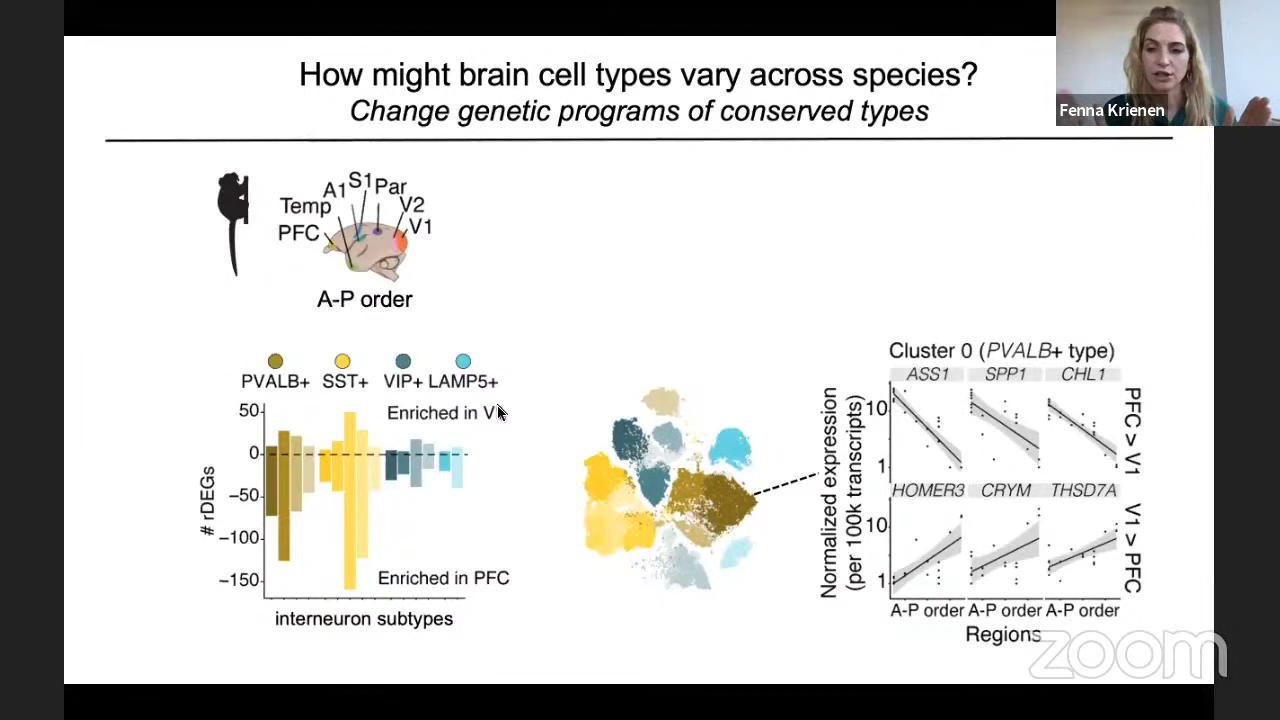 How might brain cell types vary across species?
Change genetic programs of conserved types
Fenna Krienen
A1 S1 Par
Temp V2
PFC V1
A-P order
PVALB+ SST+ VIP+ LAMP5+
Enriched in V
50
0
−50
−100
−150
# rDEGs
Enriched in PFC
interneuron subtypes
Cluster 0 (PVALB+ type)
ASS1 SPP1 CHL1
10
1
PFC > V1
HOMER3 CRYM THSD7A
10
1
V1 > PFC
Normalized expression
(per 100k transcripts)
A-P order A-P order A-P order
Regions
zoom